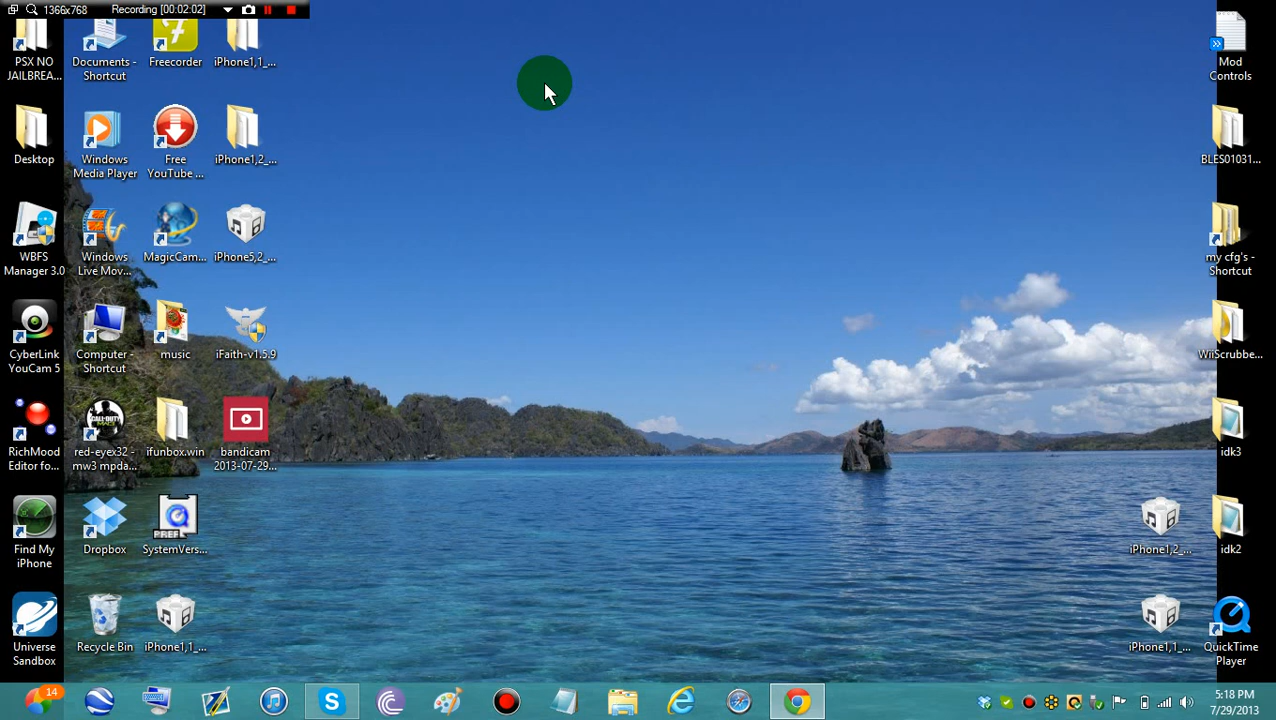 1366x768 Recording [00:02.02]
PSX NO
JAILBREA...
Documents -
Shortcut
Freecorder
iPhone1,1_...
Mod
Controls
Desktop
Windows
Media Player
Free
YouTube ...
iPhone1,2_...
BLES01031...
WBFS
Manager 3.0
Windows
Live Mov...
MagicCam...
iPhone5,2_...
my cfg's -
Shortcut
CyberLink
YouCam 5
Computer -
Shortcut
music
iFaith-v1.5.9
WiiScrubbe...
CALL·DUTY
MW3
RichMood
Editor fo...
red-eyex32 -
mw3 mpda...
ifunbox.win
bandicam
2013-07-29...
idk3
PREF
Find My
iPhone
Dropbox
SystemVers...
iPhone1,2_...
idk2
Universe
Sandbox
Recycle Bin
iPhone1,1_...
iPhone1,1_...
QuickTime
Player
14
5:18 PM
7/29/2013